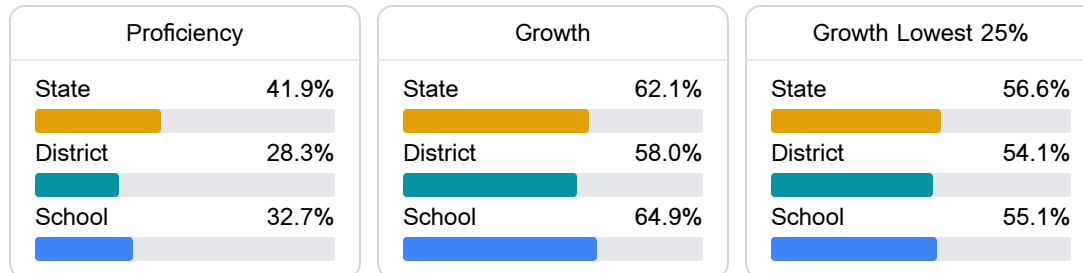 Proficiency
State 41.9%
District 28.3%
School 32.7%
Growth
State 62.1%
District 58.0%
School 64.9%
Growth Lowest 25%
State 56.6%
District 54.1%
School 55.1%